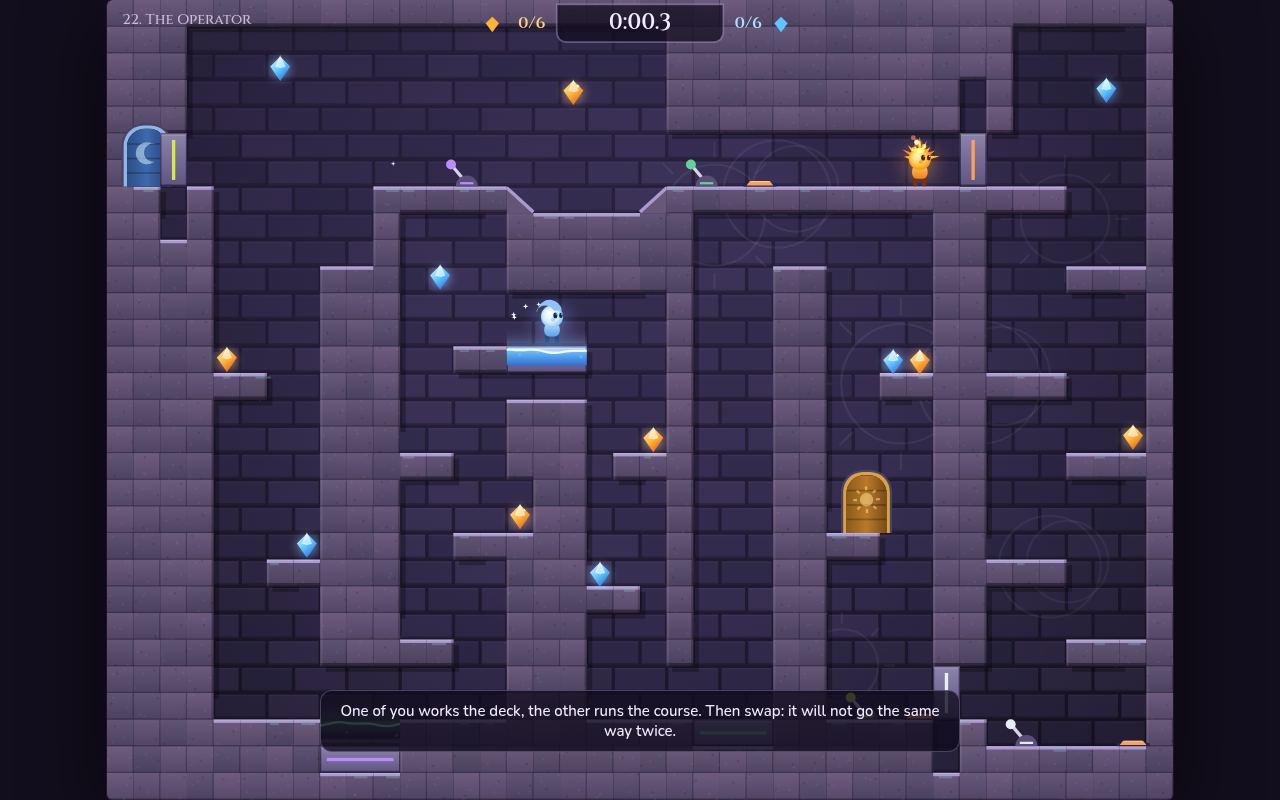 22. The Operator
0/6
0:00.3
0/6
One of you works the deck, the other runs the course. Then swap: it will not go the same
way twice.